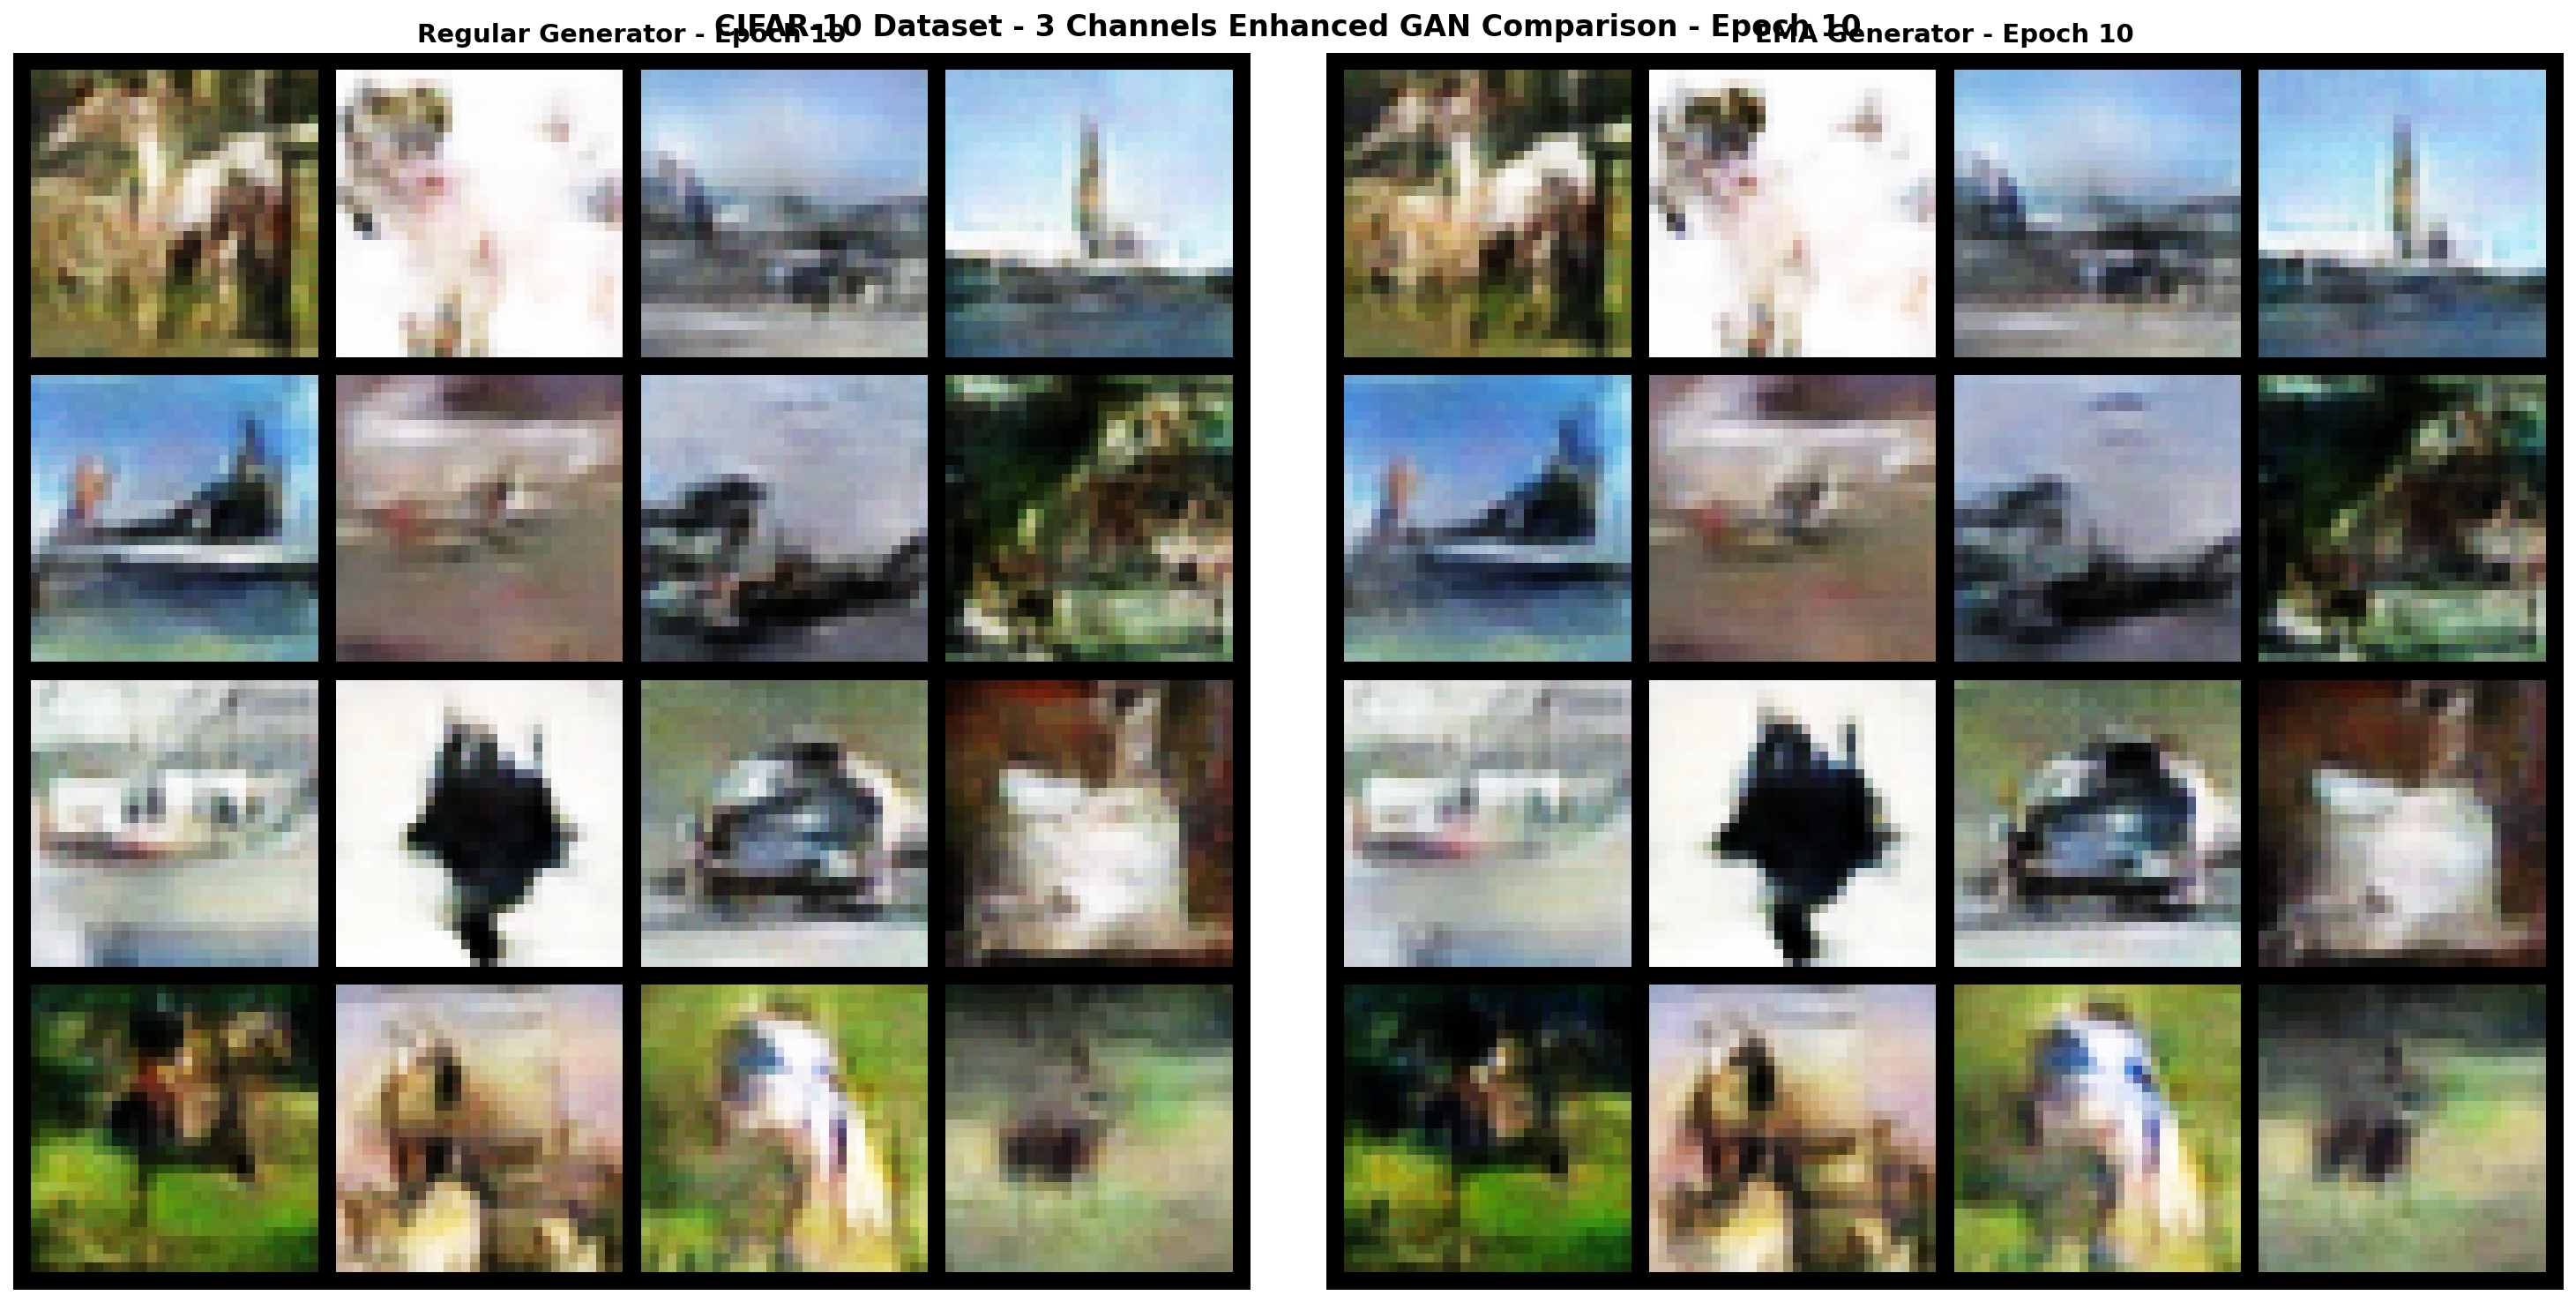 CIFAR-10 Dataset - 3 Channels Enhanced GAN Comparison - Epoch 10
Regular Generator - Epoch 10
EMA Generator - Epoch 10